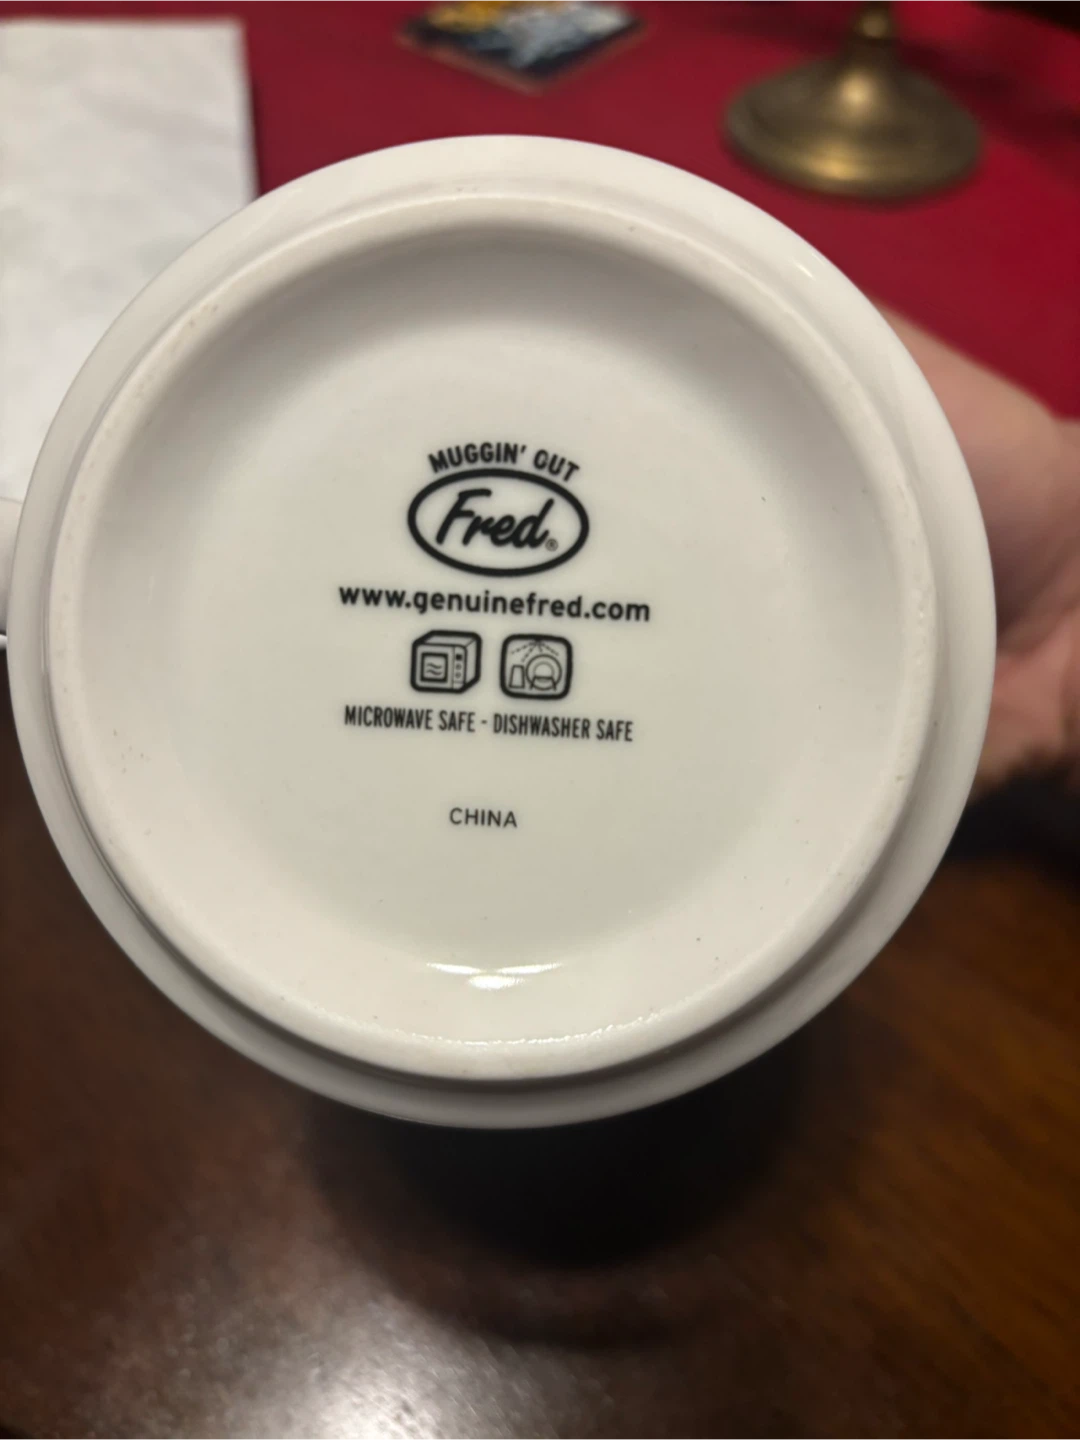 MUGGIN' OUT
Fred®
www.genuinefred.com
MICROWAVE SAFE - DISHWASHER SAFE
CHINA